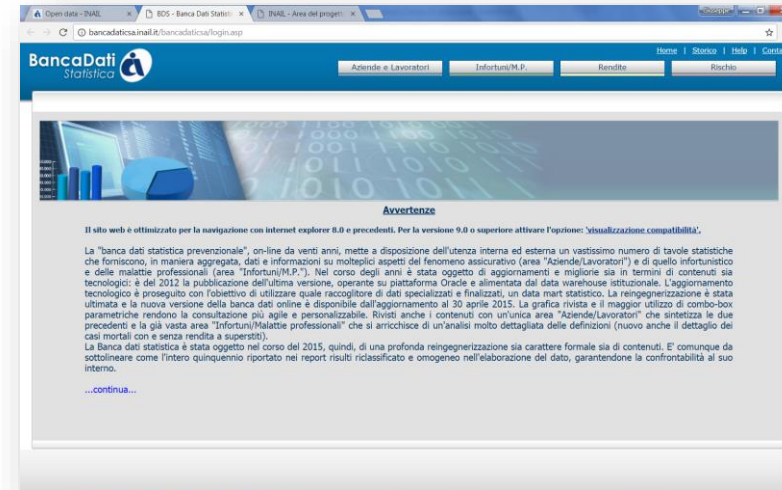 Open data - INAIL
BDS - Banca Dati Statisti
INAIL - Area del progett
bancadaticsa.inail.it/bancadaticsa/login.asp
Home | Storico | Help | Conta
BancaDati
Statistica
Aziende e Lavoratori
Infortuni/M.P.
Rendite
Rischio
Avvertenze
Il sito web è ottimizzato per la navigazione con internet explorer 8.0 e precedenti. Per la versione 9.0 o superiore attivare l'opzione: 'visualizzazione compatibilità'.
La "banca dati statistica prevenzionale", on-line da venti anni, mette a disposizione dell'utenza interna ed esterna un vastissimo numero di tavole statistiche
che forniscono, in maniera aggregata, dati e informazioni su molteplici aspetti del fenomeno assicurativo (area "Aziende/Lavoratori") e di quello infortunistico
e delle malattie professionali (area "Infortuni/M.P."). Nel corso degli anni è stata oggetto di aggiornamenti e migliorie sia in termini di contenuti sia
tecnologici: è del 2012 la pubblicazione dell'ultima versione, operante su piattaforma Oracle e alimentata dal data warehouse istituzionale. L'aggiornamento
tecnologico è proseguito con l'obiettivo di utilizzare quale raccoglitore di dati specializzati e finalizzati, un data mart statistico. La reingegnerizzazione è stata
ultimata e la nuova versione della banca dati online è disponibile dall'aggiornamento al 30 aprile 2015. La grafica rivista e il maggior utilizzo di combo-box
parametriche rendono la consultazione più agile e personalizzabile. Rivisti anche i contenuti con un'unica area "Aziende/Lavoratori" che sintetizza le due
precedenti e la già vasta area "Infortuni/Malattie professionali" che si arricchisce di un'analisi molto dettagliata delle definizioni (nuovo anche il dettaglio dei
casi mortali con e senza rendita a superstiti).
La Banca dati statistica è stata oggetto nel corso del 2015, quindi, di una profonda reingegnerizzazione sia carattere formale sia di contenuti. E' comunque da
sottolineare come l'intero quinquennio riportato nei report risulti riclassificato e omogeneo nell'elaborazione del dato, garantendone la confrontabilità al suo
interno.
...continua...